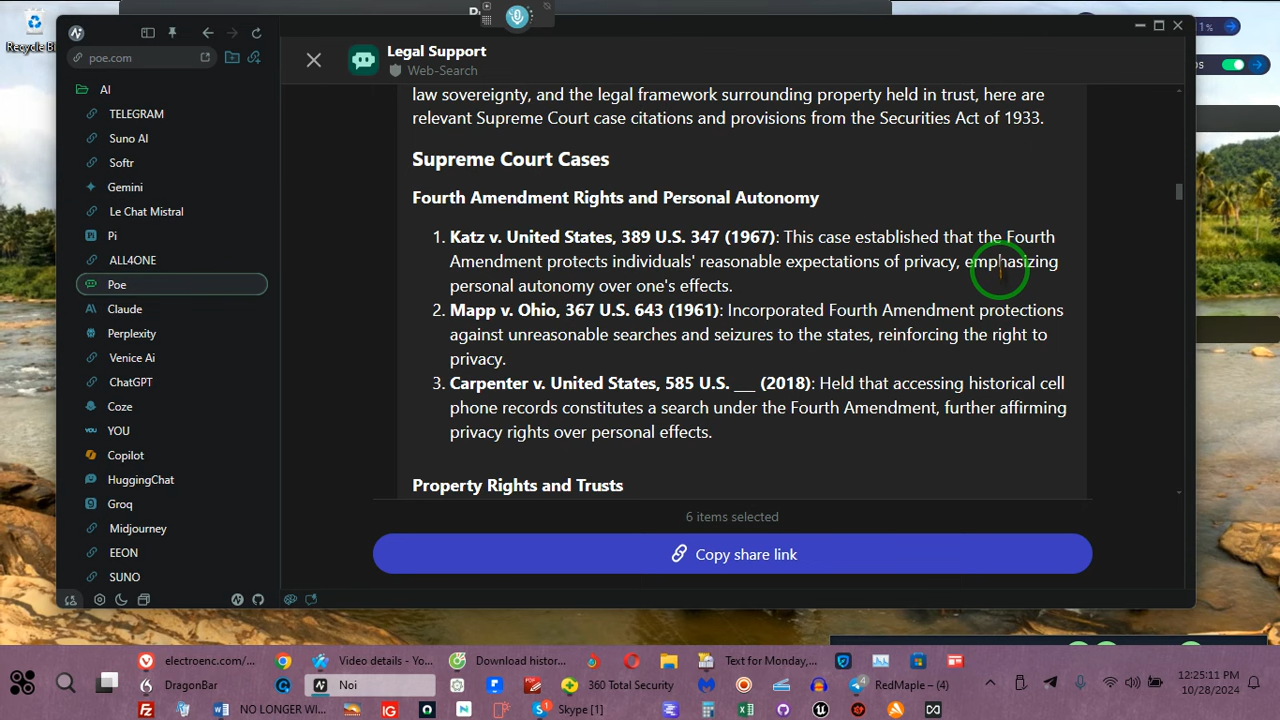 Recycle Bi
1%
os
poe.com
AI
TELEGRAM
Suno AI
Softr
Gemini
Le Chat Mistral
Pi
ALL4ONE
Poe
Claude
Perplexity
Venice Ai
ChatGPT
Coze
YOU
Copilot
HuggingChat
Groq
Midjourney
EEON
SUNO
Legal Support
Web-Search
law sovereignty, and the legal framework surrounding property held in trust, here are
relevant Supreme Court case citations and provisions from the Securities Act of 1933.
Supreme Court Cases
Fourth Amendment Rights and Personal Autonomy
1. Katz v. United States, 389 U.S. 347 (1967): This case established that the Fourth
Amendment protects individuals' reasonable expectations of privacy, emphasizing
personal autonomy over one's effects.
2. Mapp v. Ohio, 367 U.S. 643 (1961): Incorporated Fourth Amendment protections
against unreasonable searches and seizures to the states, reinforcing the right to
privacy.
3. Carpenter v. United States, 585 U.S. ___ (2018): Held that accessing historical cell
phone records constitutes a search under the Fourth Amendment, further affirming
privacy rights over personal effects.
Property Rights and Trusts
6 items selected
Copy share link
electroenc.com/...
Video details - Yo...
Download histor...
Text for Monday,...
DragonBar
Noi
360 Total Security
RedMaple – (4)
NO LONGER WI...
Skype [1]
12:25:11 PM
10/28/2024